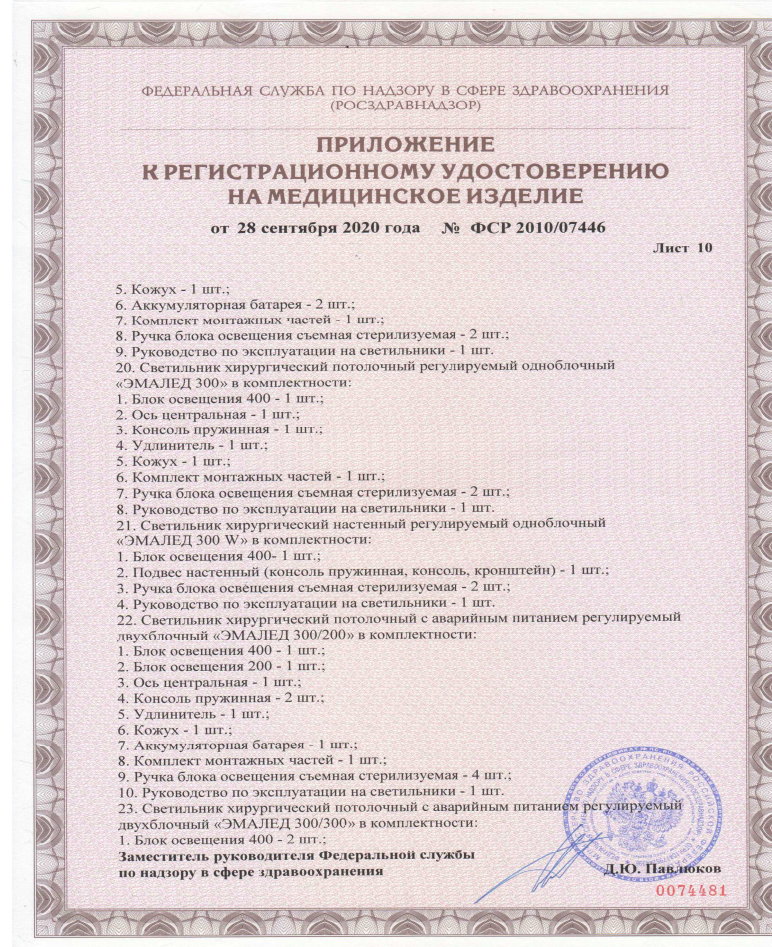 ФЕДЕРАЛЬНАЯ СЛУЖБА ПО НАДЗОРУ В СФЕРЕ ЗДРАВООХРАНЕНИЯ
(РОСЗДРАВНАДЗОР)
ПРИЛОЖЕНИЕ
К РЕГИСТРАЦИОННОМУ УДОСТОВЕРЕНИЮ
НА МЕДИЦИНСКОЕ ИЗДЕЛИЕ
от 28 сентября 2020 года № ФСР 2010/07446
Лист 10
5. Кожух - 1 шт.;
6. Аккумуляторная батарея - 2 шт.;
7. Комплект монтажных частей - 1 шт.;
8. Ручка блока освещения съемная стерилизуемая - 2 шт.;
9. Руководство по эксплуатации на светильники - 1 шт.
20. Светильник хирургический потолочный регулируемый одноблочный
«ЭМАЛЕД 300» в комплектности:
1. Блок освещения 400 - 1 шт.;
2. Ось центральная - 1 шт.;
3. Консоль пружинная - 1 шт.;
4. Удлинитель - 1 шт.;
5. Кожух - 1 шт.;
6. Комплект монтажных частей - 1 шт.;
7. Ручка блока освещения съемная стерилизуемая - 2 шт.;
8. Руководство по эксплуатации на светильники - 1 шт.
21. Светильник хирургический настенный регулируемый одноблочный
«ЭМАЛЕД 300 W» в комплектности:
1. Блок освещения 400- 1 шт.;
2. Подвес настенный (консоль пружинная, консоль, кронштейн) - 1 шт.;
3. Ручка блока освещения съемная стерилизуемая - 2 шт.;
4. Руководство по эксплуатации на светильники - 1 шт.
22. Светильник хирургический потолочный с аварийным питанием регулируемый
двухблочный «ЭМАЛЕД 300/200» в комплектности:
1. Блок освещения 400 - 1 шт.;
2. Блок освещения 200 - 1 шт.;
3. Ось центральная - 1 шт.;
4. Консоль пружинная - 2 шт.;
5. Удлинитель - 1 шт.;
6. Кожух - 1 шт.;
7. Аккумуляторная батарея - 1 шт.;
8. Комплект монтажных частей - 1 шт.;
9. Ручка блока освещения съемная стерилизуемая - 4 шт.;
10. Руководство по эксплуатации на светильники - 1 шт.
23. Светильник хирургический потолочный с аварийным питанием регулируемый
двухблочный «ЭМАЛЕД 300/300» в комплектности:
1. Блок освещения 400 - 2 шт.;
Заместитель руководителя Федеральной службы
по надзору в сфере здравоохранения
Д.Ю. Павлюков
0074481